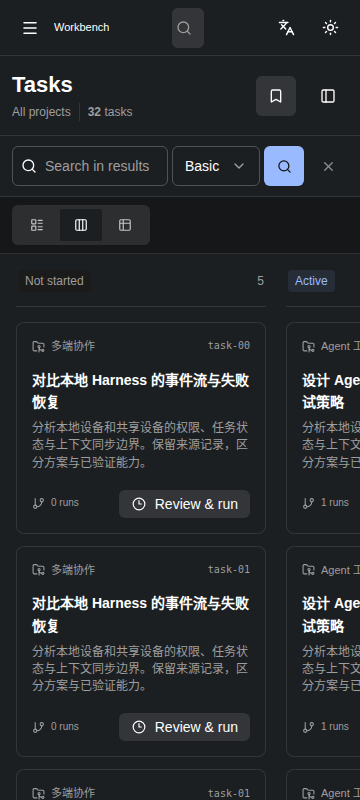 Workbench
Tasks
All projects 32 tasks
Search in results Basic
Not started 5 Active
多端协作 task-00
对比本地 Harness 的事件流与失败
恢复
分析本地设备和共享设备的权限、任务状
态与上下文同步边界。保留来源记录，区
分方案与已验证能力。
0 runs Review & run
Agent 工
设计 Age
试策略
分析本地
态与上下
分方案与已
1 runs
多端协作 task-01
对比本地 Harness 的事件流与失败
恢复
分析本地设备和共享设备的权限、任务状
态与上下文同步边界。保留来源记录，区
分方案与已验证能力。
0 runs Review & run
Agent 工
设计 Age
试策略
分析本地
态与上下
分方案与已
1 runs
多端协作 task-01
Agent 工